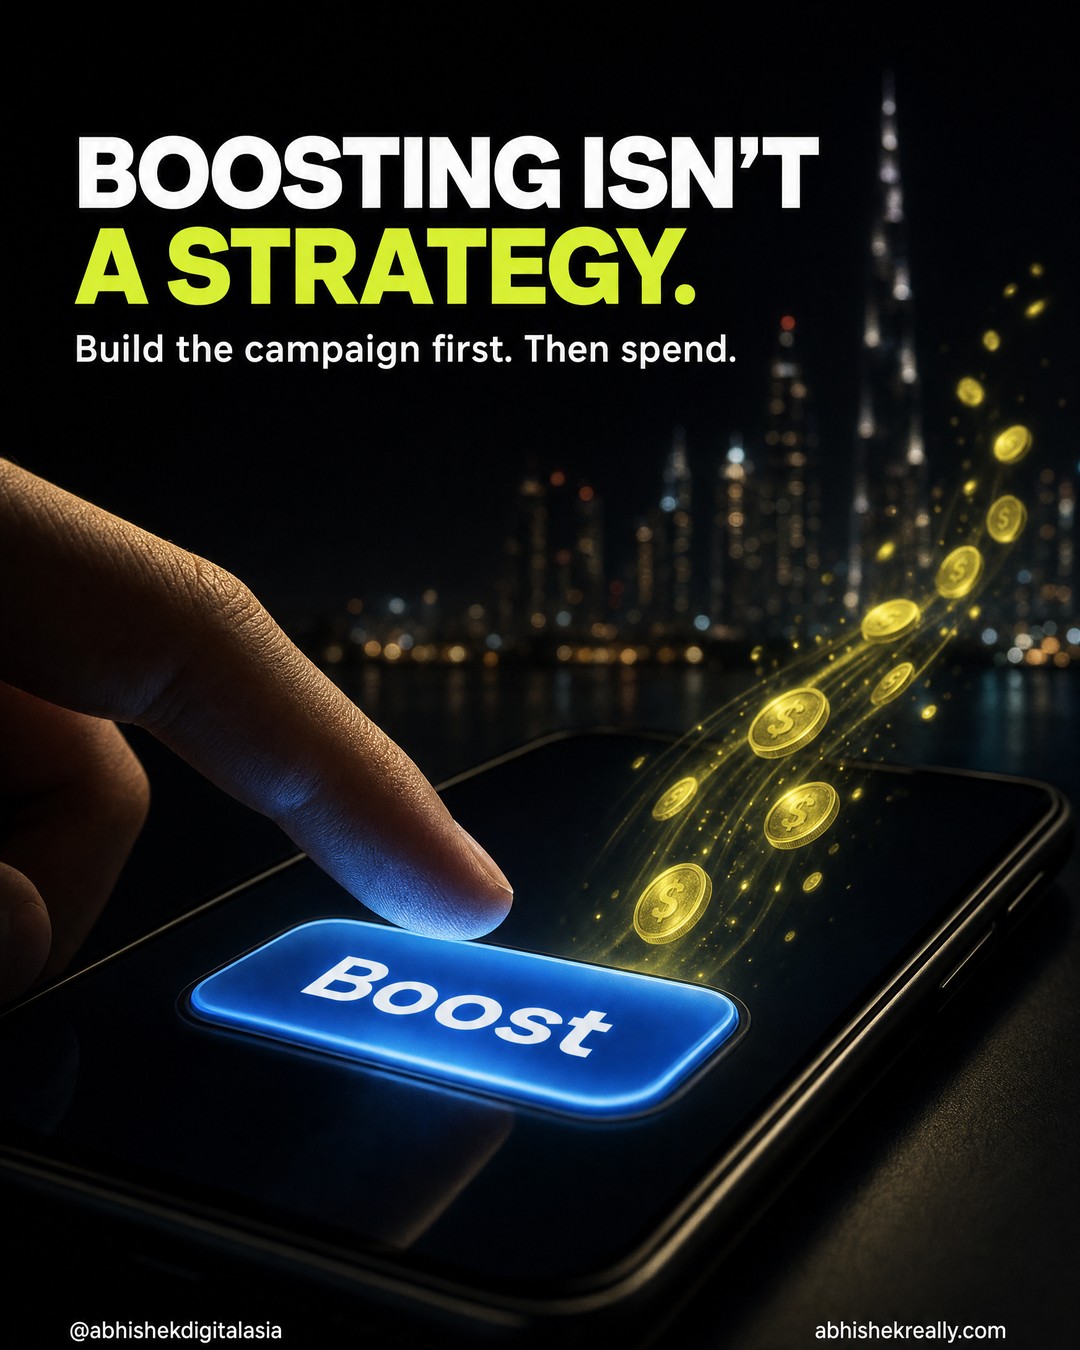 BOOSTING ISN’T
A STRATEGY.
Build the campaign first. Then spend.
Boost
@abhishekdigitalasia
abhishekreally.com